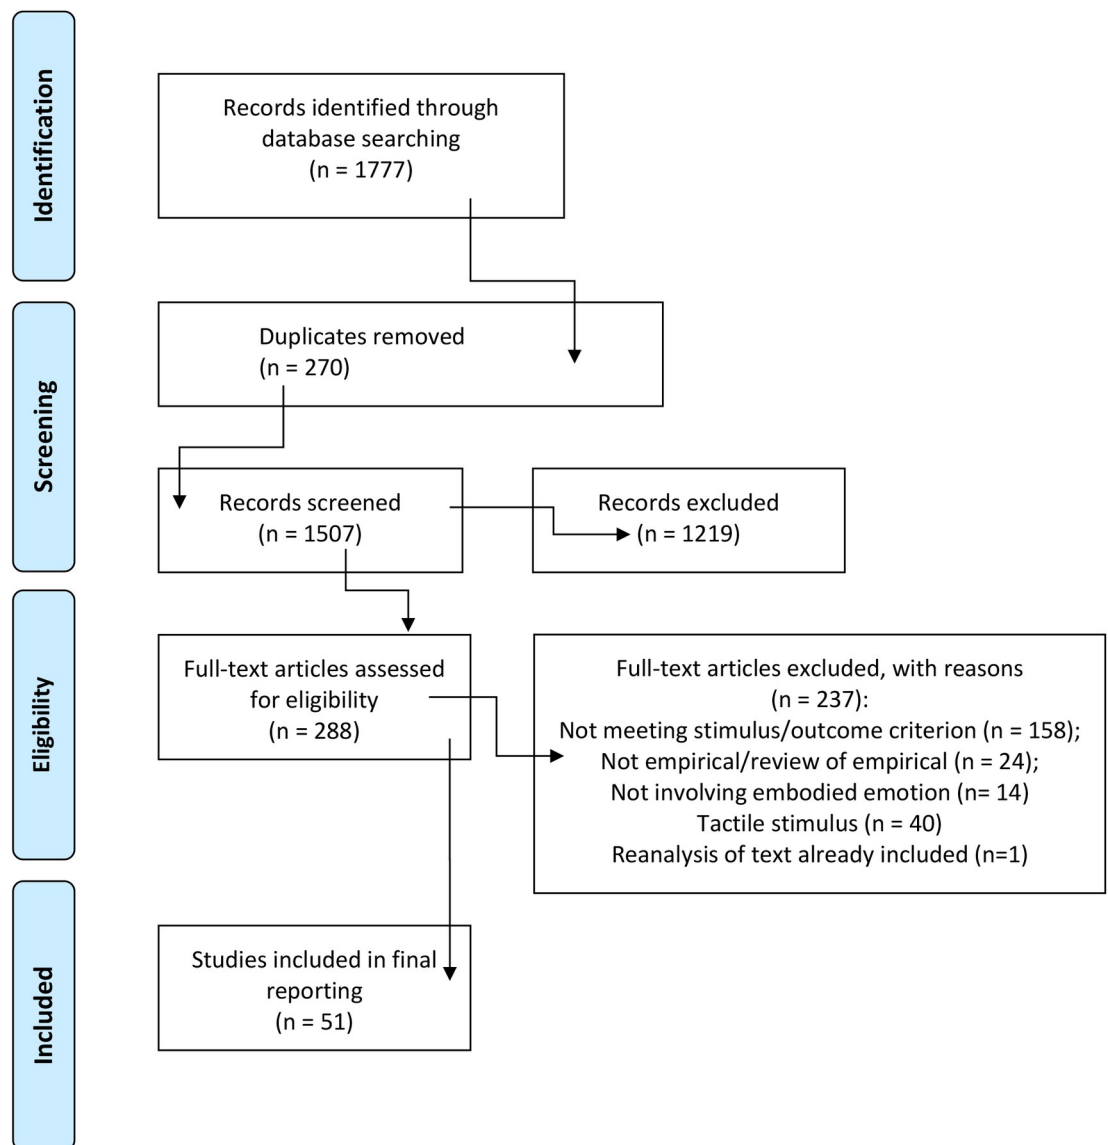 Identification
Records identified through
database searching
(n = 1777)
Screening
Duplicates removed
(n = 270)
Records screened
(n = 1507)
Records excluded
(n = 1219)
Eligibility
Full-text articles assessed
for eligibility
(n = 288)
Full-text articles excluded, with reasons
(n = 237):
Not meeting stimulus/outcome criterion (n = 158);
Not empirical/review of empirical (n = 24);
Not involving embodied emotion (n= 14)
Tactile stimulus (n = 40)
Reanalysis of text already included (n=1)
Included
Studies included in final
reporting
(n = 51)